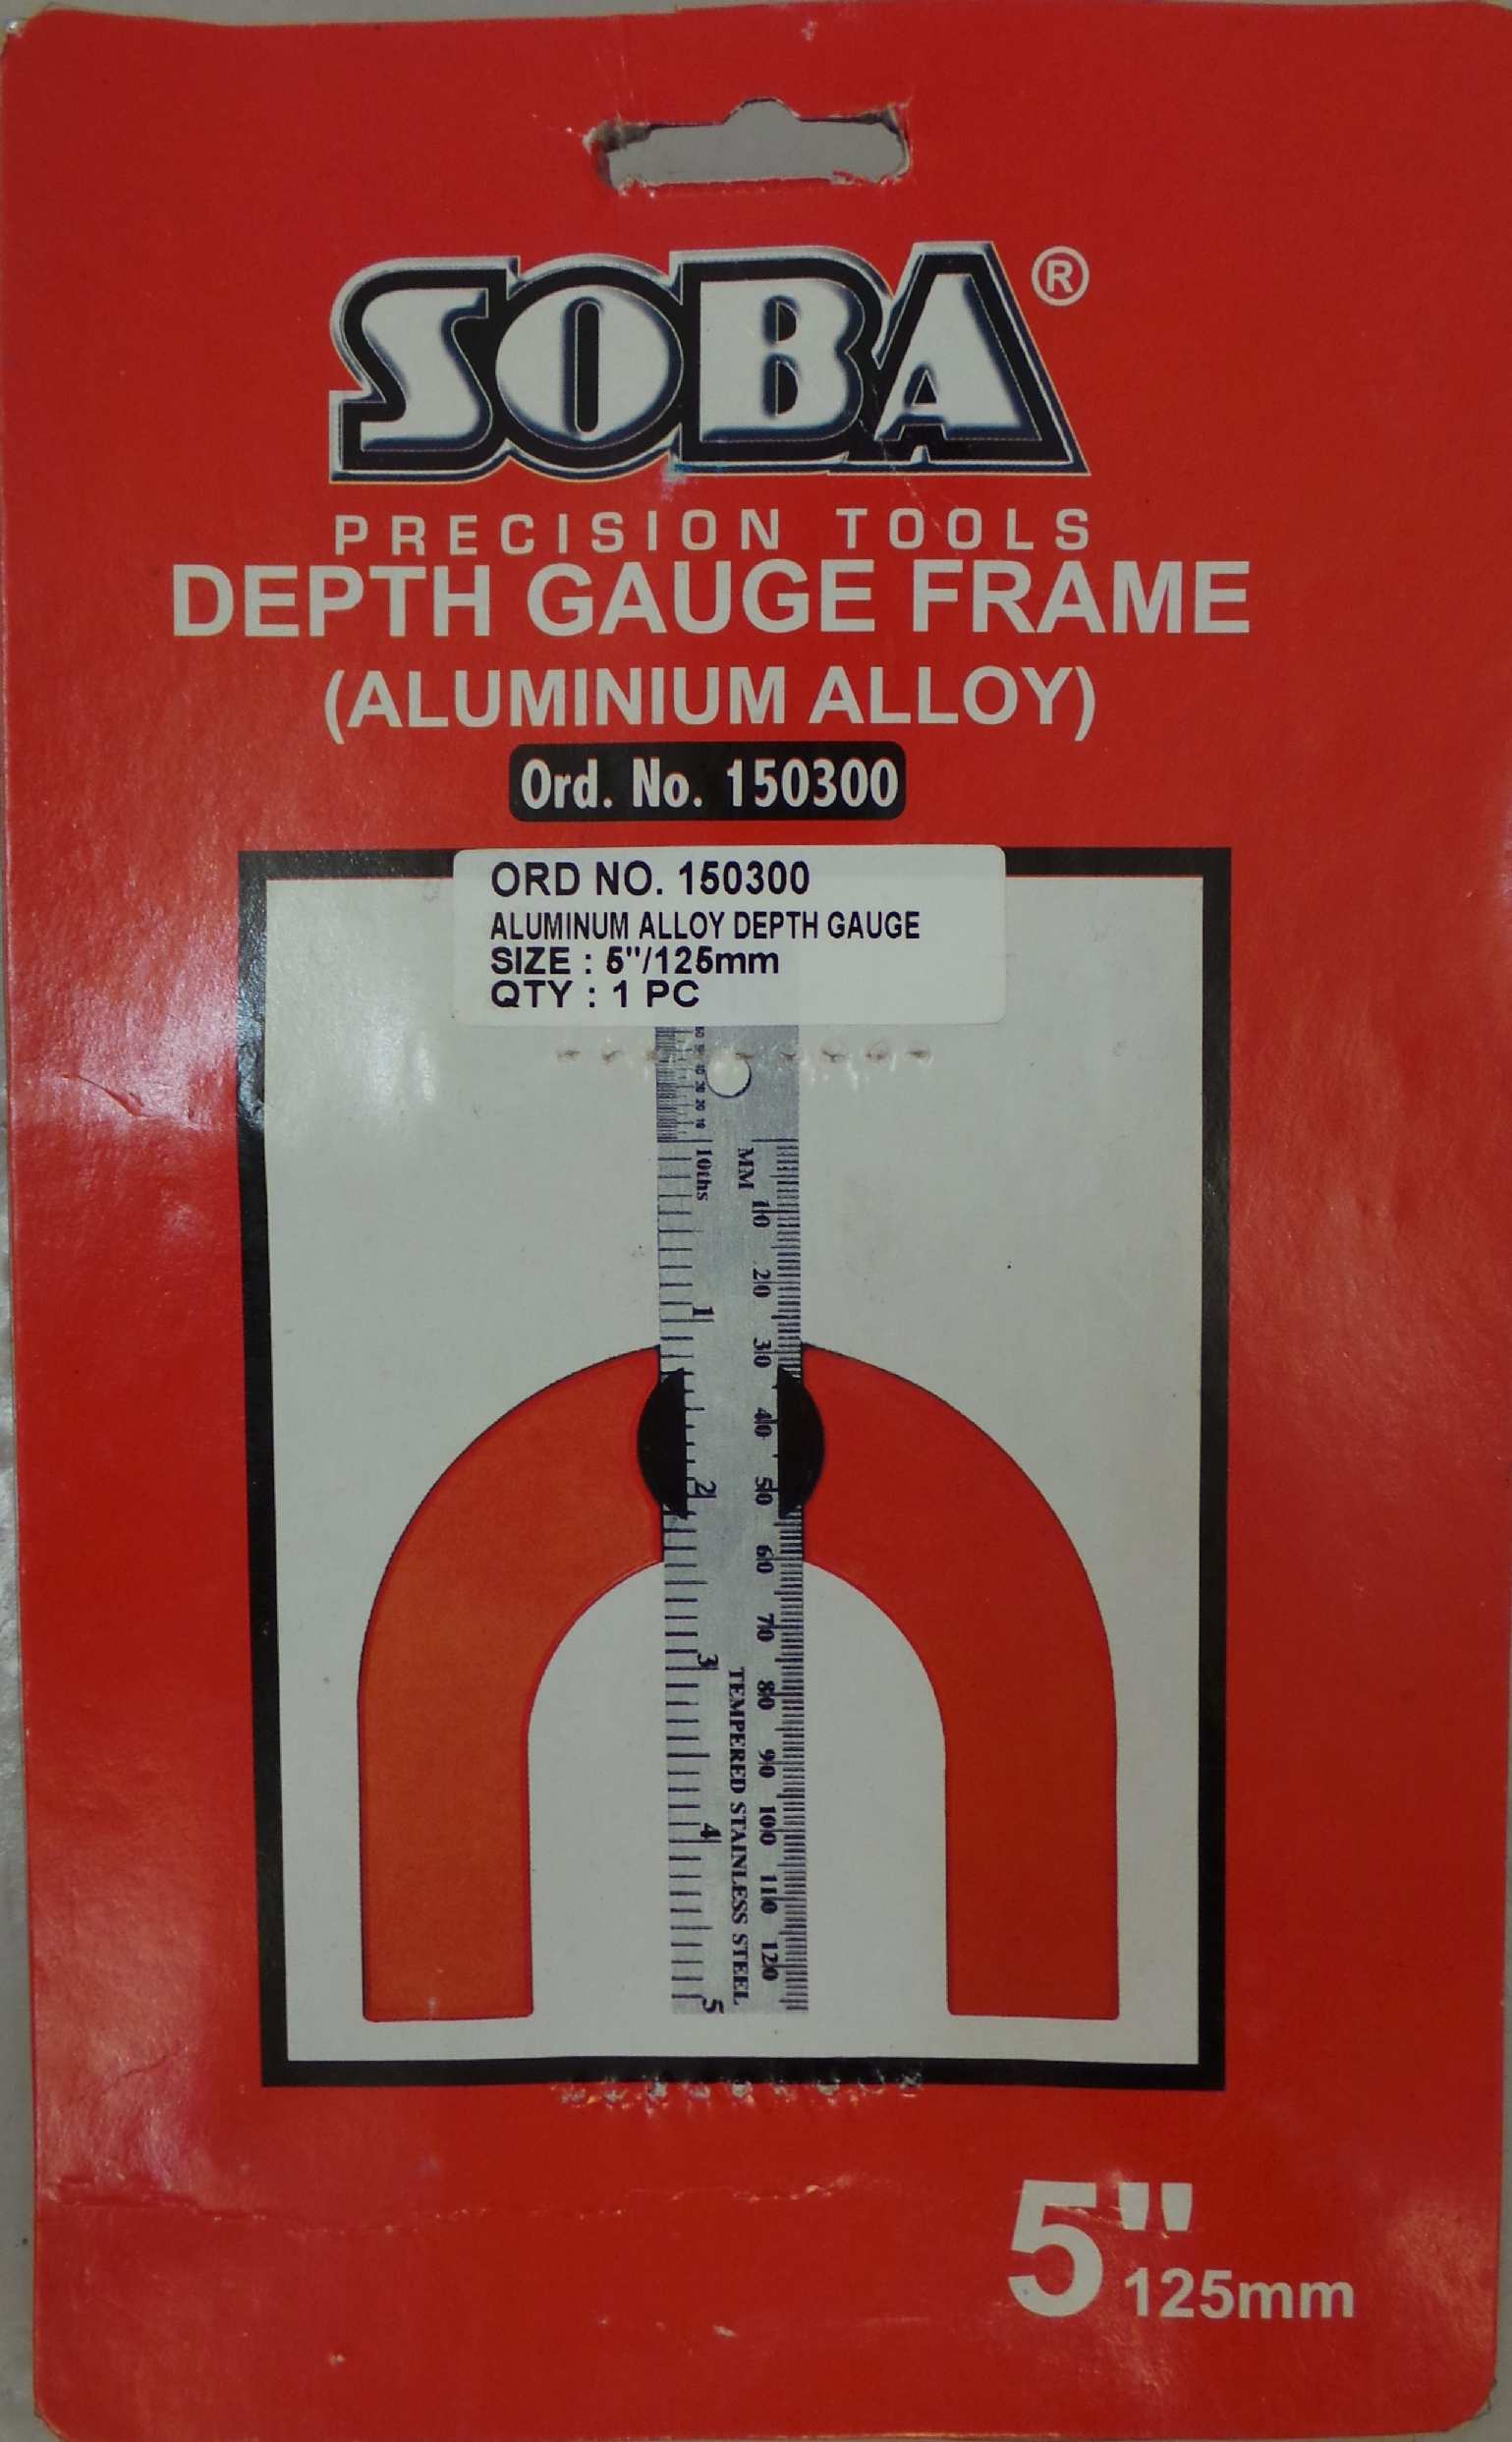 SOBA®
PRECISION TOOLS
DEPTH GAUGE FRAME
(ALUMINIUM ALLOY)
Ord. No. 150300
ORD NO. 150300
ALUMINUM ALLOY DEPTH GAUGE
SIZE : 5"/125mm
QTY : 1 PC
10ths
1
2
3
4
5
MM
10 20 30 40 50 60 70 80 90 100 110 120
TEMPERED STAINLESS STEEL
5"
125mm